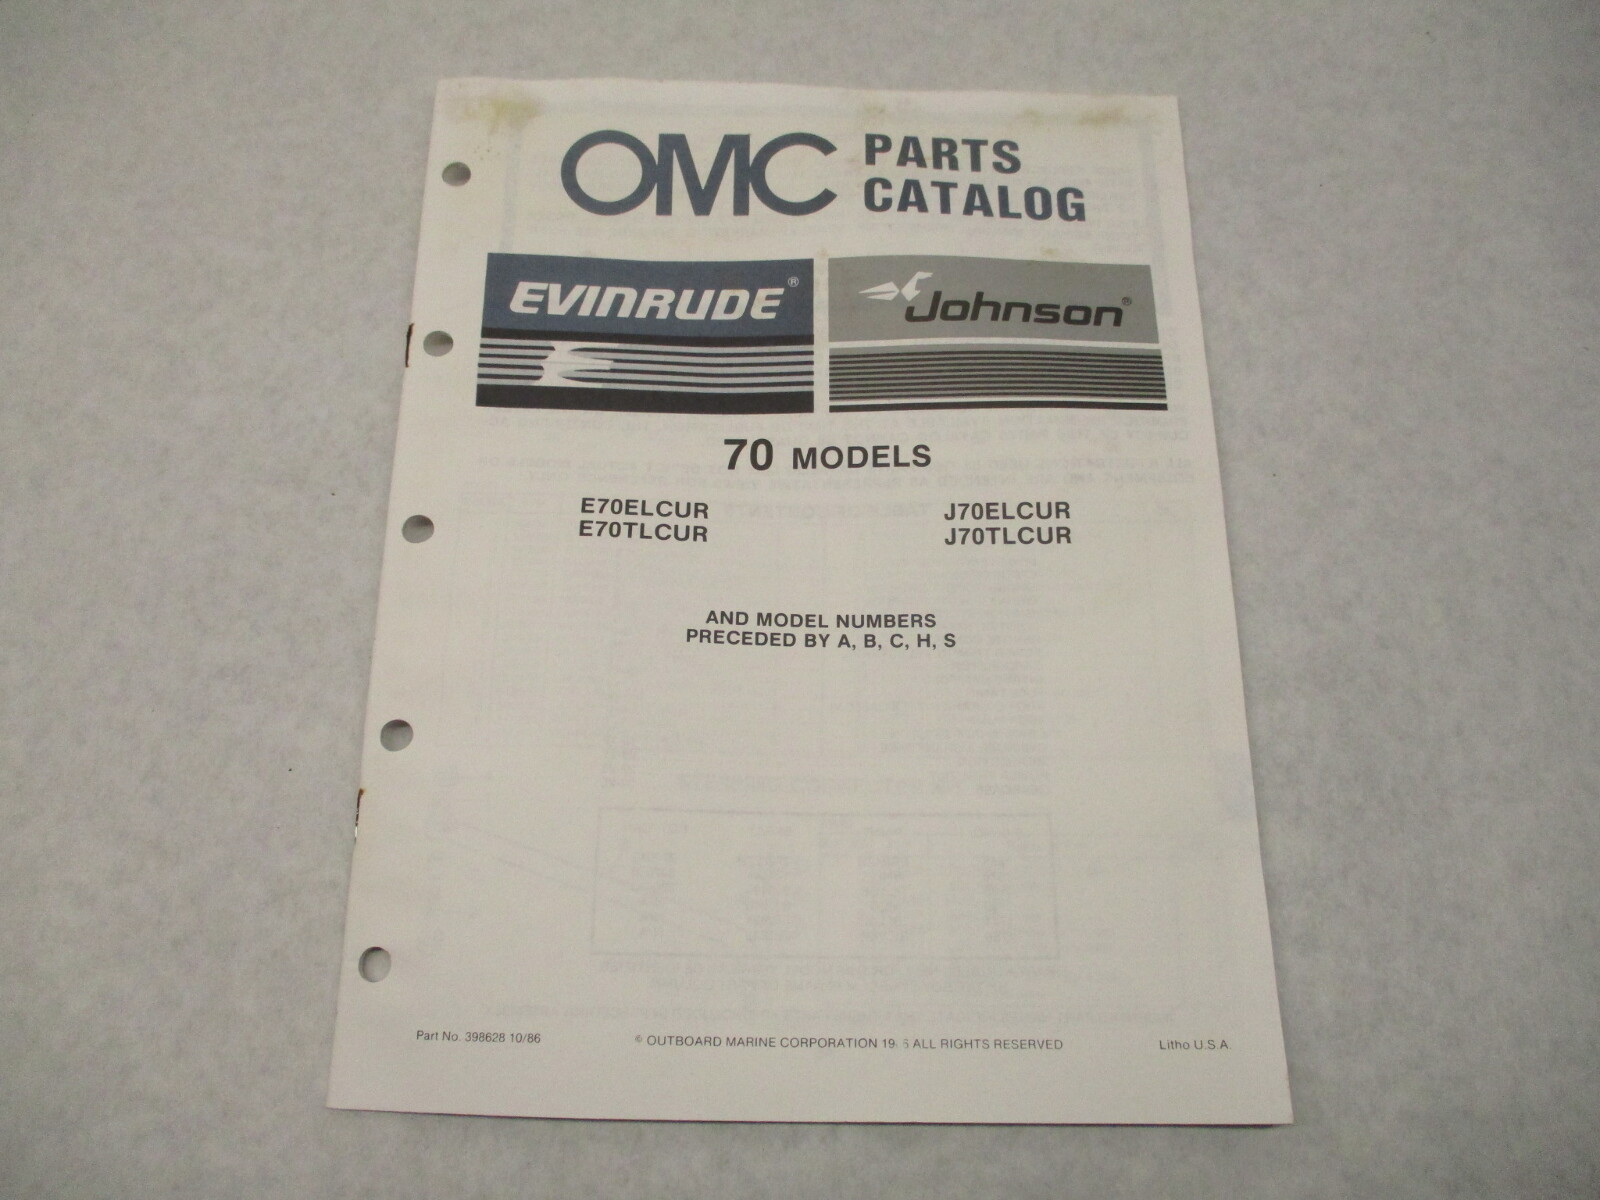 OMC PARTS
CATALOG
EVINRUDE®
Johnson®
70 MODELS
E70ELCUR J70ELCUR
E70TLCUR J70TLCUR
AND MODEL NUMBERS
PRECEDED BY A, B, C, H, S
Part No. 398628 10/86 © OUTBOARD MARINE CORPORATION ALL RIGHTS RESERVED Litho U.S.A.